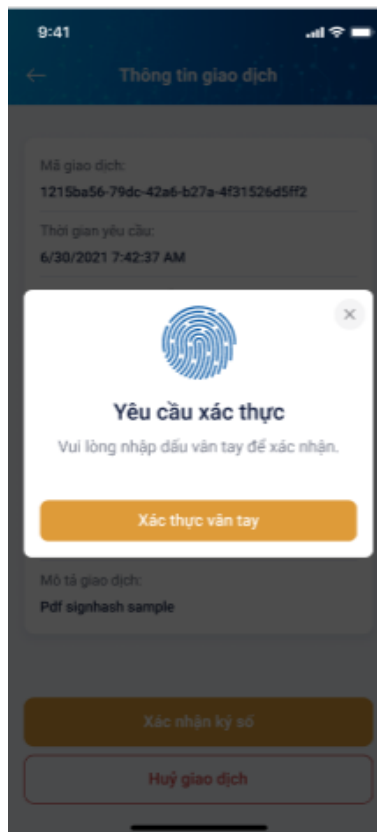 9:41
Thông tin giao dịch
Mã giao dịch:
1215ba56-79dc-42a6-b27a-4f31526d5ff2
Thời gian yêu cầu:
6/30/2021 7:42:37 AM
Yêu cầu xác thực
Vui lòng nhập dấu vân tay để xác nhận.
Xác thực vân tay
Mô tả giao dịch:
Pdf signhash sample
Xác nhận ký số
Huỷ giao dịch